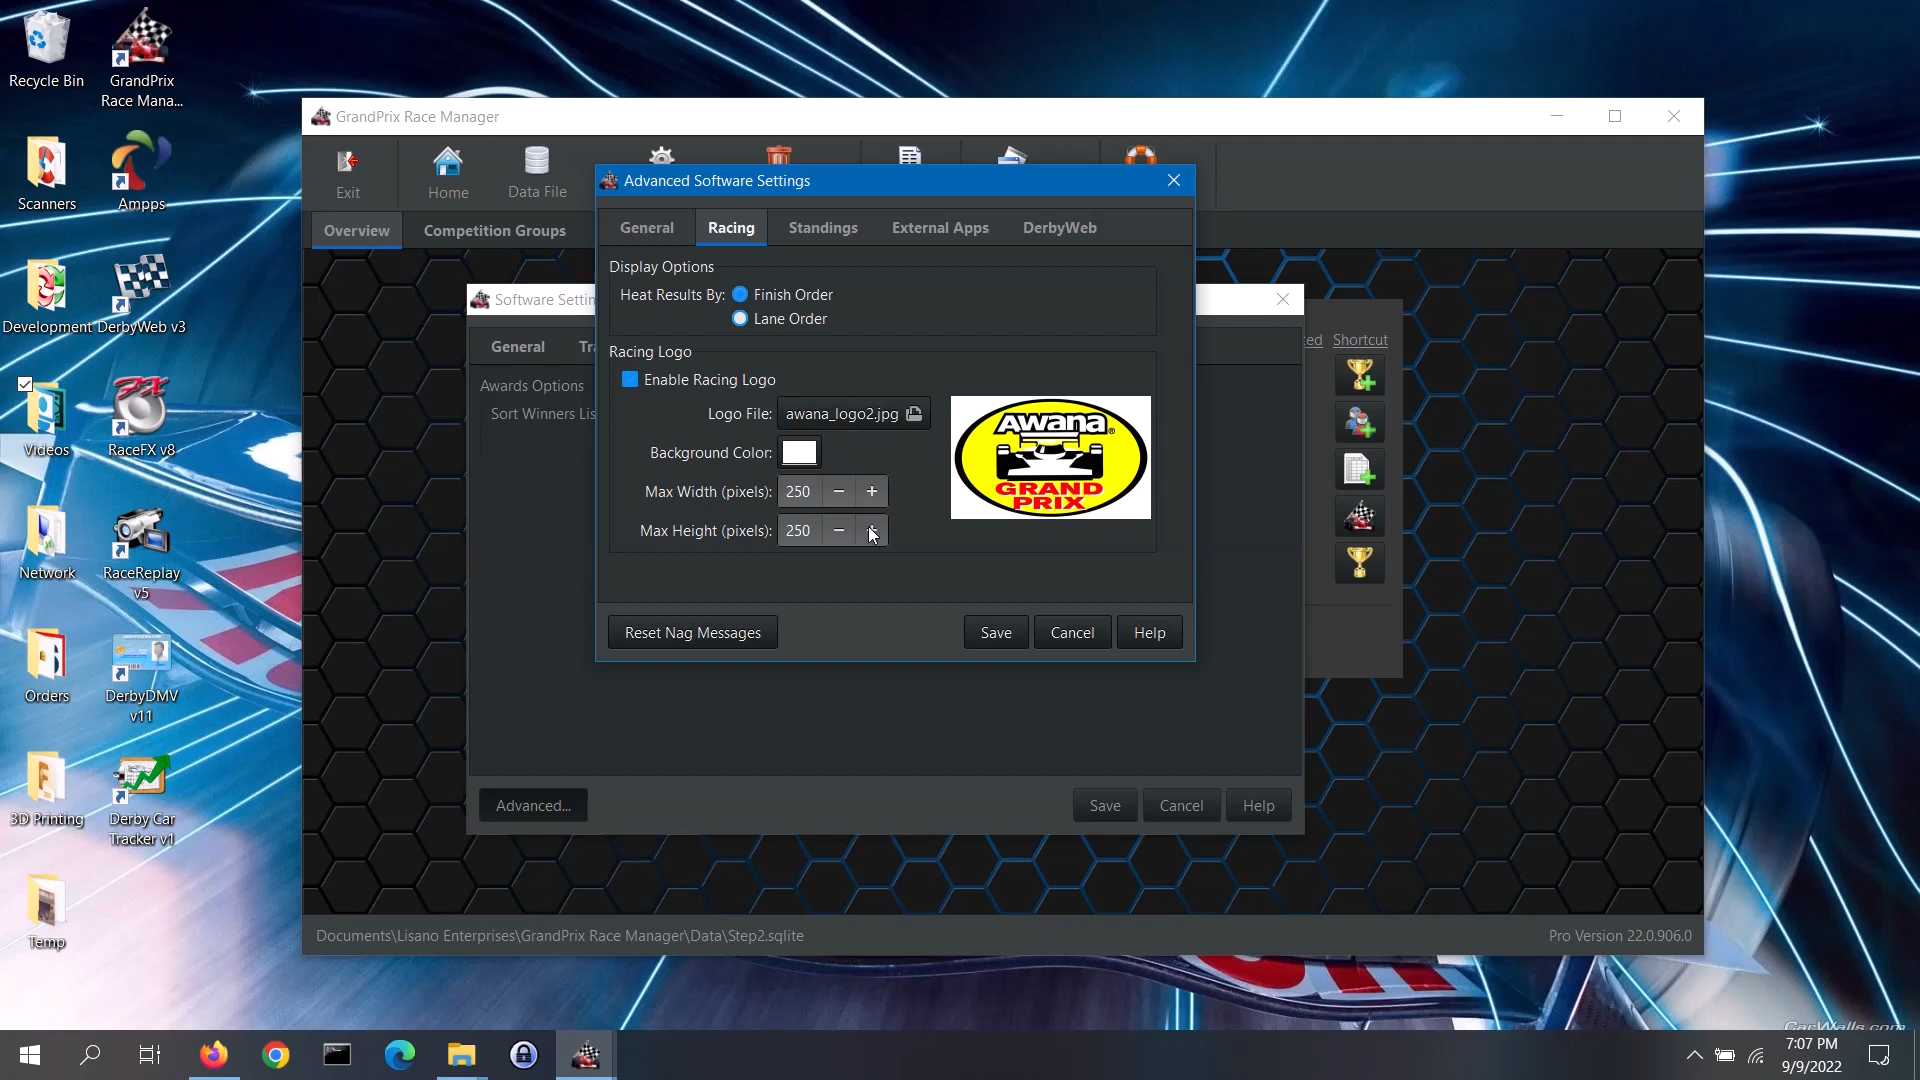 Recycle Bin
GrandPrix
Race Mana...
Scanners
Ampps
Development
DerbyWeb v3
Videos
RaceFX v8
Network
RaceReplay
v5
Orders
DerbyDMV
v11
3D Printing
Derby Car
Tracker v1
Temp
GrandPrix Race Manager
Exit
Home
Data File
Overview
Competition Groups
Software Settin
General
Tra
Awards Options
Sort Winners Lis
Advanced...
Save
Cancel
Help
ted
Shortcut
Advanced Software Settings
General
Racing
Standings
External Apps
DerbyWeb
Display Options
Heat Results By:
Finish Order
Lane Order
Racing Logo
Enable Racing Logo
Logo File:
awana_logo2.jpg
Background Color:
Max Width (pixels):
250
Max Height (pixels):
250
AWANA®
GRAND
PRIX
Reset Nag Messages
Save
Cancel
Help
Documents\Lisano Enterprises\GrandPrix Race Manager\Data\Step2.sqlite
Pro Version 22.0.906.0
CarWalls.com
7:07 PM
9/9/2022